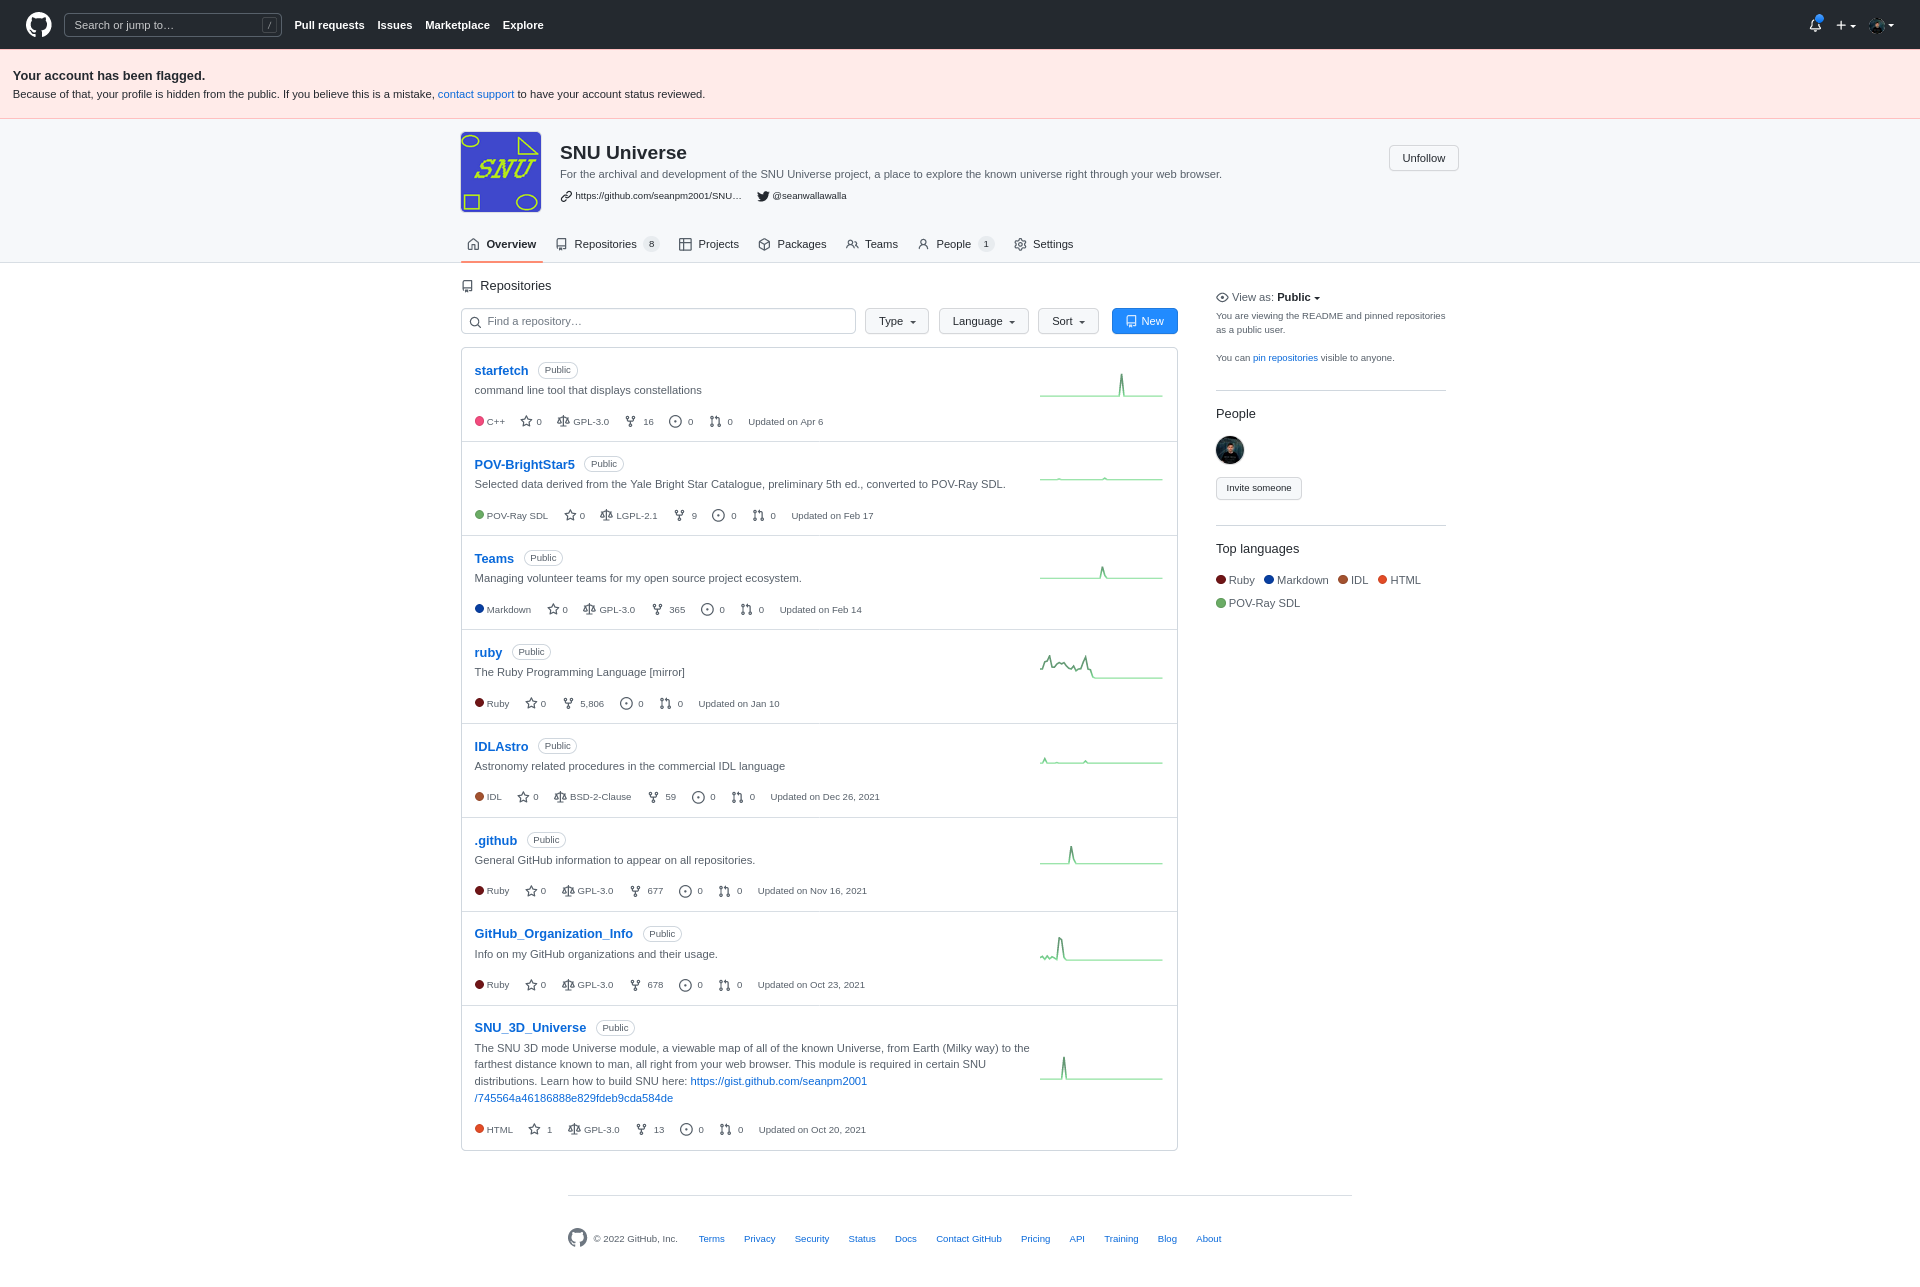 Search or jump to…
/
Pull requests Issues Marketplace Explore
Your account has been flagged.
Because of that, your profile is hidden from the public. If you believe this is a mistake, contact support to have your account status reviewed.
SNU
SNU Universe
For the archival and development of the SNU Universe project, a place to explore the known universe right through your web browser.
https://github.com/seanpm2001/SNU… @seanwallawalla
Unfollow
Overview Repositories 8 Projects Packages Teams People 1 Settings
Repositories
Find a repository…
Type Language Sort New
starfetch Public
command line tool that displays constellations
C++ 0 GPL-3.0 16 0 0 Updated on Apr 6
POV-BrightStar5 Public
Selected data derived from the Yale Bright Star Catalogue, preliminary 5th ed., converted to POV-Ray SDL.
POV-Ray SDL 0 LGPL-2.1 9 0 0 Updated on Feb 17
Teams Public
Managing volunteer teams for my open source project ecosystem.
Markdown 0 GPL-3.0 365 0 0 Updated on Feb 14
ruby Public
The Ruby Programming Language [mirror]
Ruby 0 5,806 0 0 Updated on Jan 10
IDLAstro Public
Astronomy related procedures in the commercial IDL language
IDL 0 BSD-2-Clause 59 0 0 Updated on Dec 26, 2021
.github Public
General GitHub information to appear on all repositories.
Ruby 0 GPL-3.0 677 0 0 Updated on Nov 16, 2021
GitHub_Organization_Info Public
Info on my GitHub organizations and their usage.
Ruby 0 GPL-3.0 678 0 0 Updated on Oct 23, 2021
SNU_3D_Universe Public
The SNU 3D mode Universe module, a viewable map of all of the known Universe, from Earth (Milky way) to the
farthest distance known to man, all right from your web browser. This module is required in certain SNU
distributions. Learn how to build SNU here: https://gist.github.com/seanpm2001
/745564a46186888e829fdeb9cda584de
HTML 1 GPL-3.0 13 0 0 Updated on Oct 20, 2021
View as: Public
You are viewing the README and pinned repositories
as a public user.
You can pin repositories visible to anyone.
People
Invite someone
Top languages
Ruby Markdown IDL HTML
POV-Ray SDL
© 2022 GitHub, Inc. Terms Privacy Security Status Docs Contact GitHub Pricing API Training Blog About